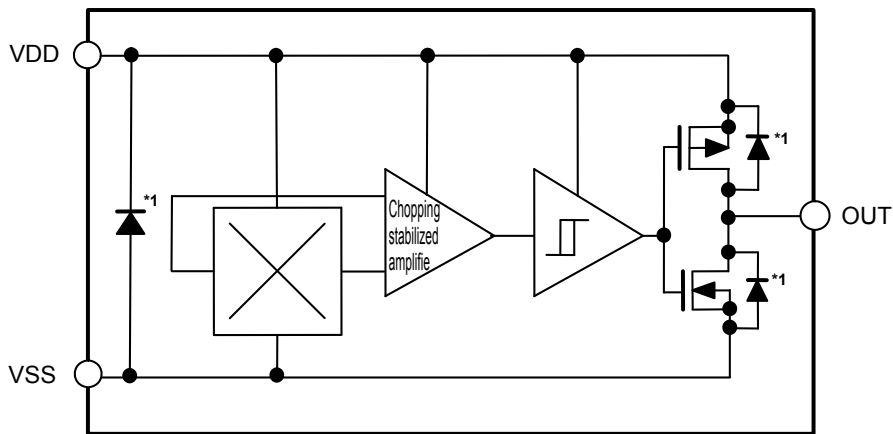 VDD
*1
*1
Chopping
stabilized
amplifie
OUT
*1
VSS